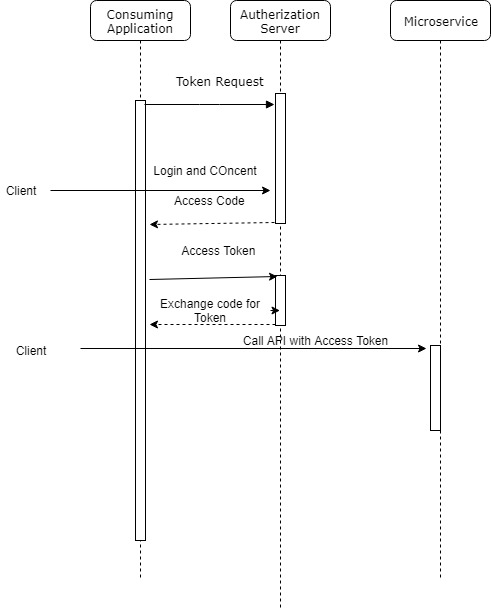 Consuming
Application
Autherization
Server
Microservice
Token Request
Login and COncent
Client
Access Code
Access Token
Exchange code for
Token
Call API with Access Token
Client